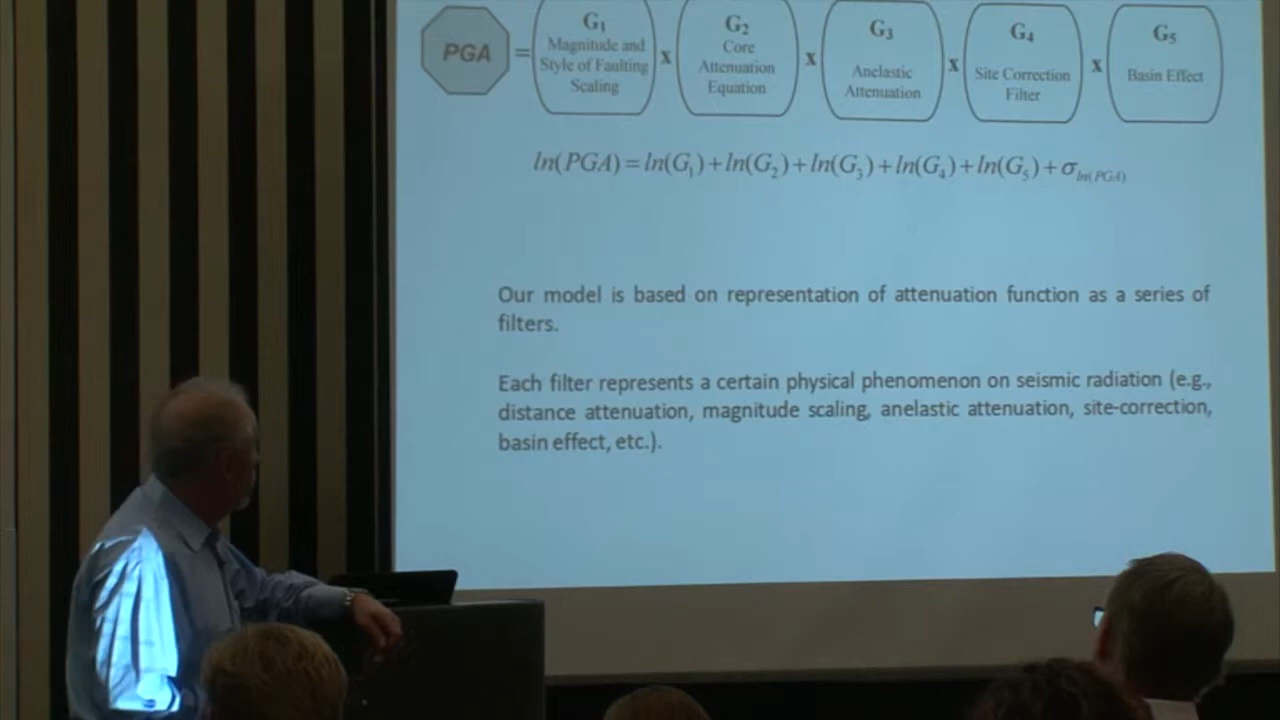 PGA = G₁ x G₂ x G₃ x G₄ x G₅
Magnitude and Style of Faulting Scaling
Core Attenuation Equation
Anelastic Attenuation
Site Correction Filter
Basin Effect
ln(PGA) = ln(G₁) + ln(G₂) + ln(G₃) + ln(G₄) + ln(G₅) + σ ln(PGA)
Our model is based on representation of attenuation function as a series of
filters.
Each filter represents a certain physical phenomenon on seismic radiation (e.g.,
distance attenuation, magnitude scaling, anelastic attenuation, site-correction,
basin effect, etc.).